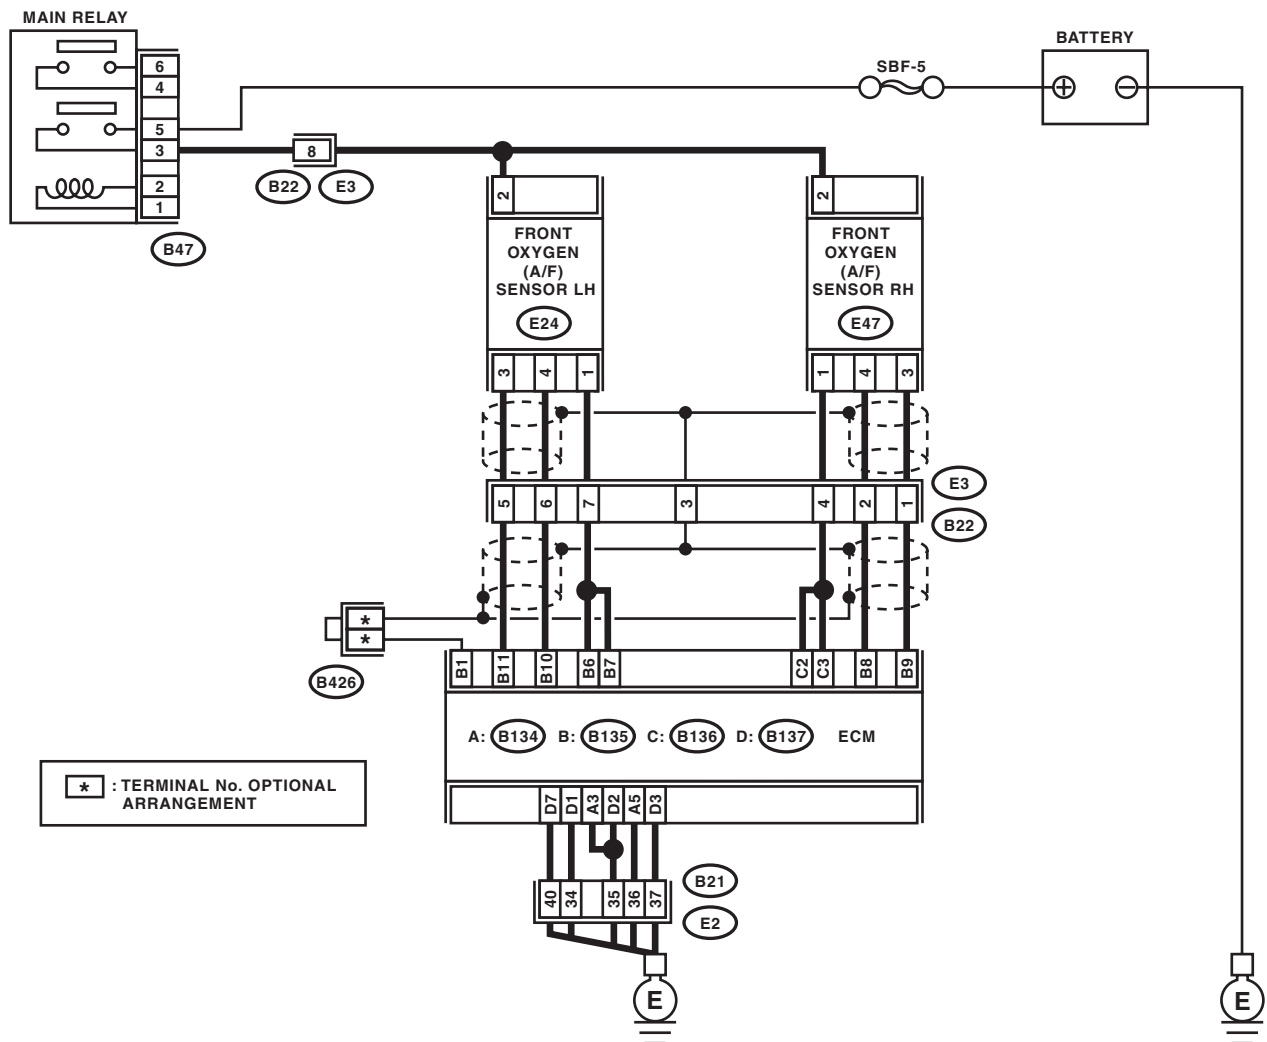 MAIN RELAY
BATTERY
SBF-5
6
4
5
3
2
1
8
B22 E3
B47
2
2
FRONT
OXYGEN
(A/F)
SENSOR LH
E24
FRONT
OXYGEN
(A/F)
SENSOR RH
E47
3 4 1
1 4 3
E3
5 6 7 3 4 2 1
B22
*
*
B426
B1 B11 B10 B6 B7 C2 C3 B8 B9
A: B134 B: B135 C: B136 D: B137 ECM
* : TERMINAL No. OPTIONAL
ARRANGEMENT
D7 D1 A3 D2 A5 D3
B21
40 34 35 36 37
E2
E
E